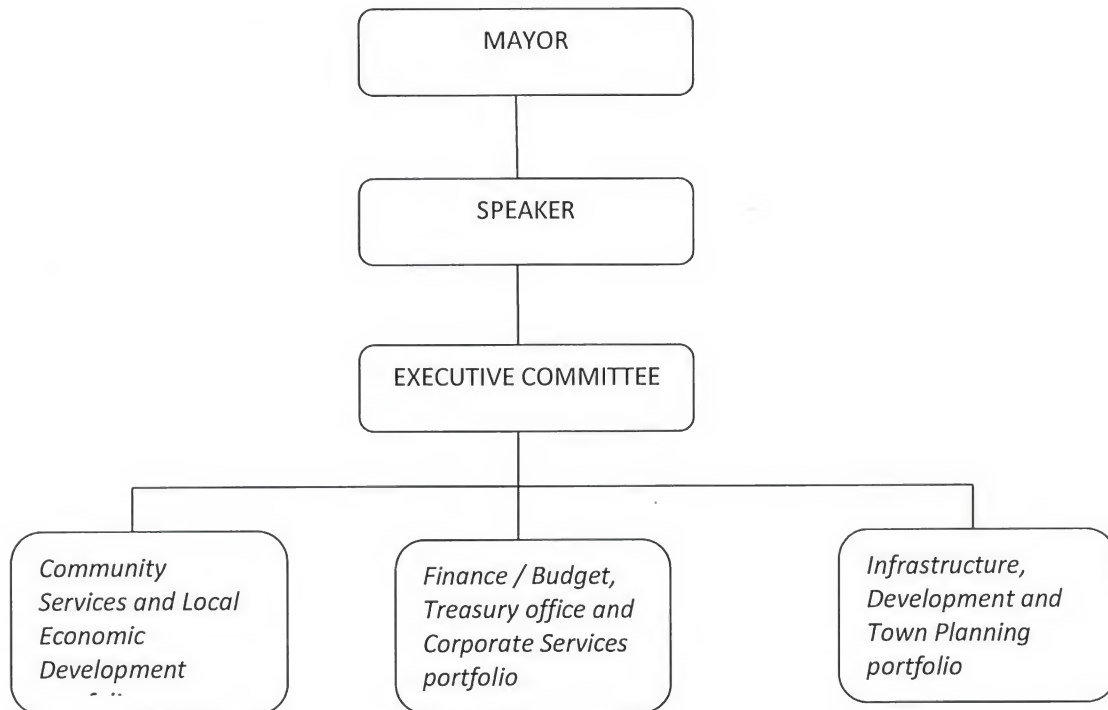 MAYOR
SPEAKER
EXECUTIVE COMMITTEE
Community
Services and Local
Economic
Development
Finance / Budget,
Treasury office and
Corporate Services
portfolio
Infrastructure,
Development and
Town Planning
portfolio